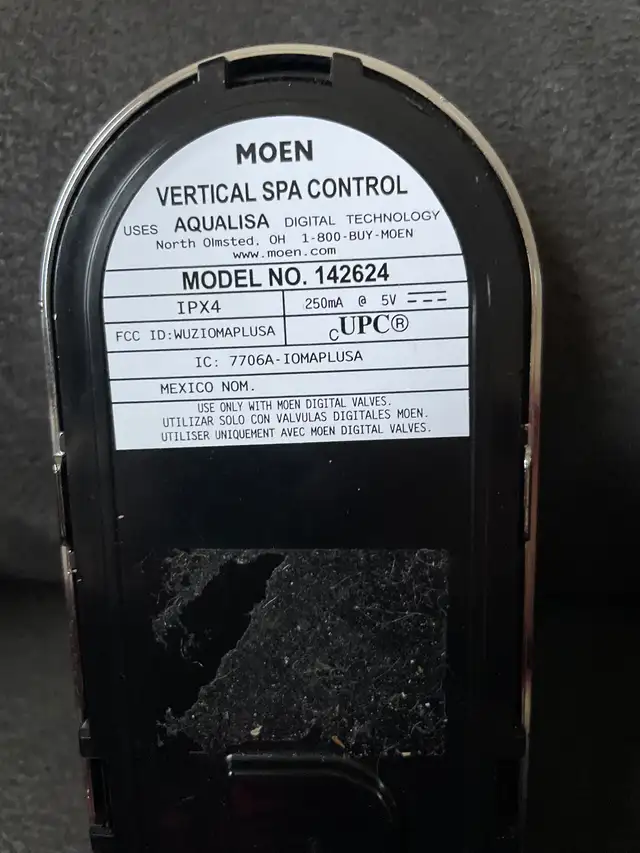 MOEN
VERTICAL SPA CONTROL
USES AQUALISA DIGITAL TECHNOLOGY
North Olmsted, OH 1-800-BUY-MOEN
www.moen.com
MODEL NO. 142624
IPX4
250mA @ 5V
FCC ID:WUZIOMAPLUSA
cUPC®
IC: 7706A-IOMAPLUSA
MEXICO NOM.
USE ONLY WITH MOEN DIGITAL VALVES.
UTILIZAR SOLO CON VALVULAS DIGITALES MOEN.
UTILISER UNIQUEMENT AVEC MOEN DIGITAL VALVES.